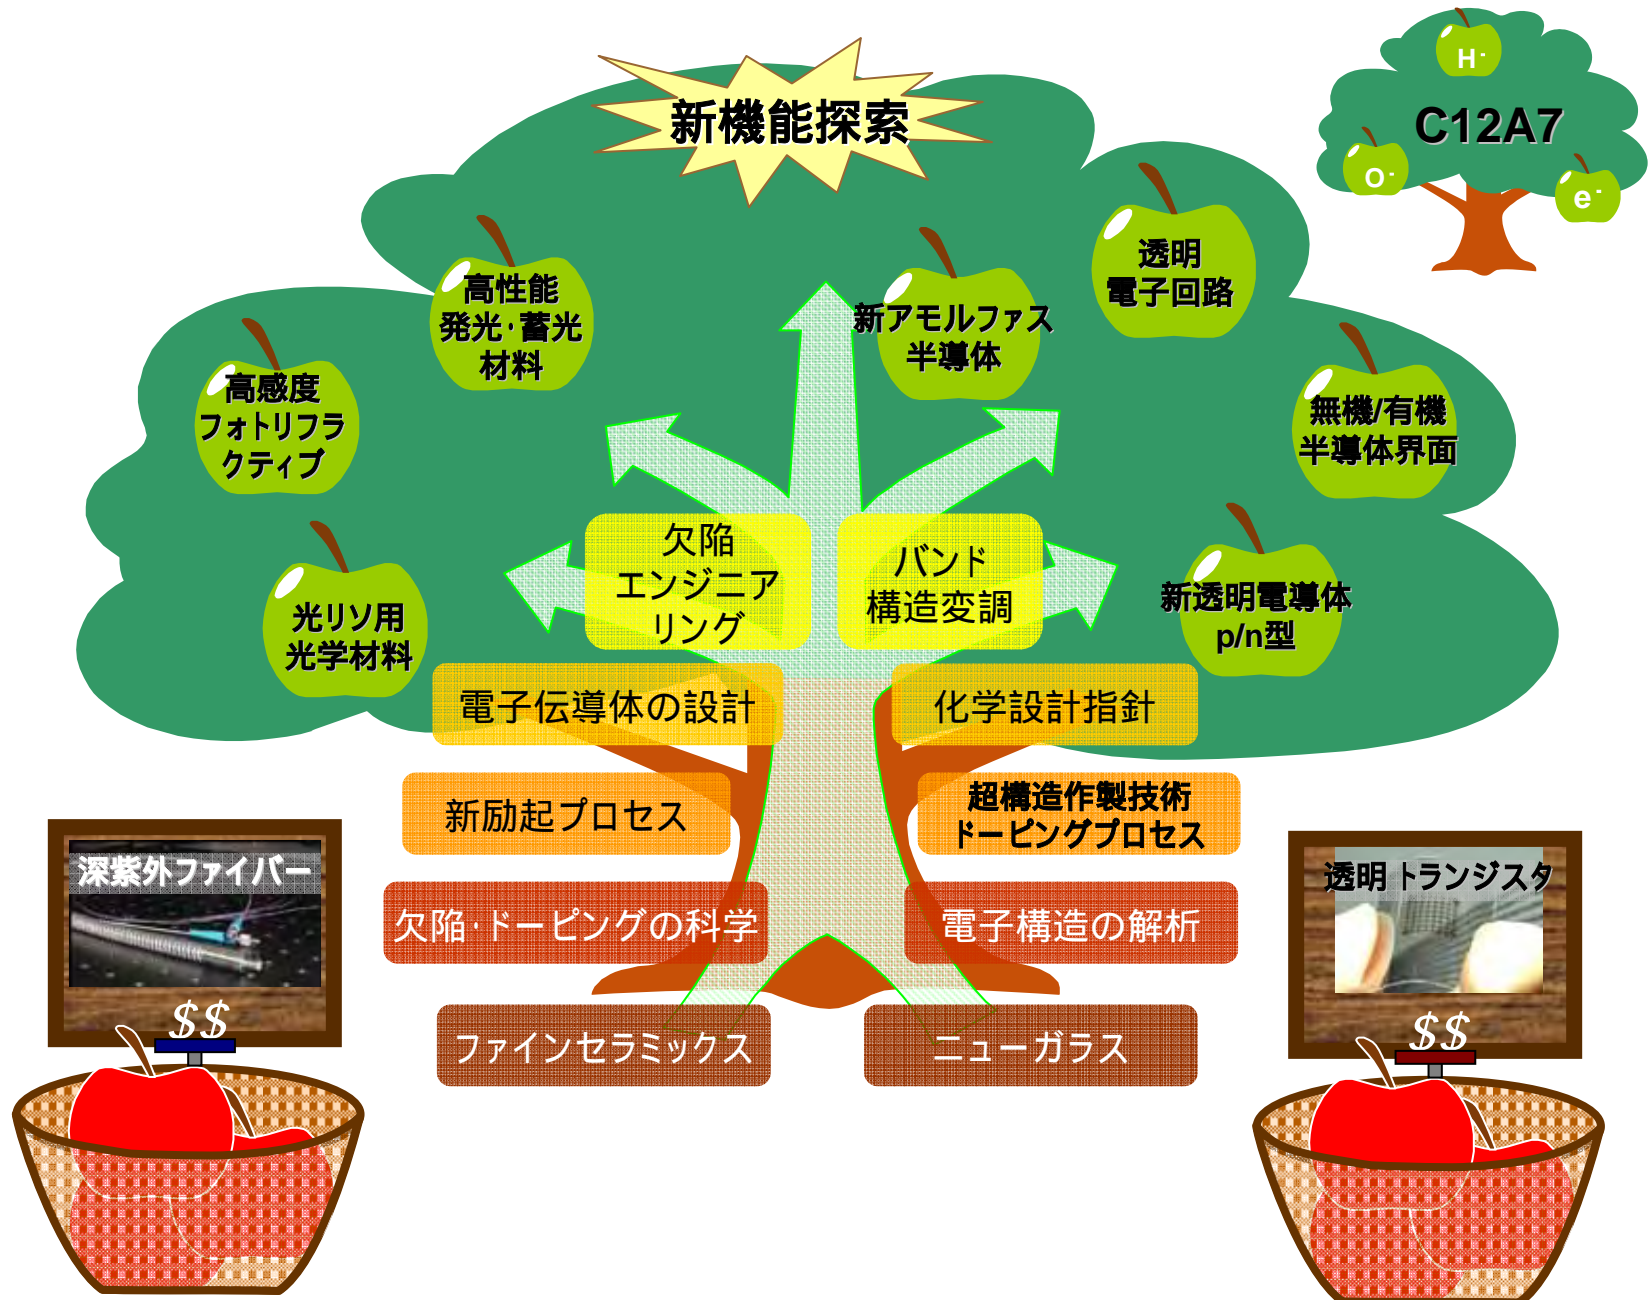 新機能探索
H -
C12A7
O -
e -
透明
電子回路
高性能
発光·蓄光
材料
新アモルファス
半導体
高感度
フォトリフラ
クティブ
無機/有機
半導体界面
光リソ用
光学材料
欠陥
エンジニア
リング
バンド
構造変調
新透明電導体
p/n型
電子伝導体の設計
化学設計指針
新励起プロセス
超構造作製技術
ドーピングプロセス
深紫外ファイバー
透明トランジスタ
欠陥·ドーピングの科学
電子構造の解析
$$
$$
ファインセラミックス
ニューガラス